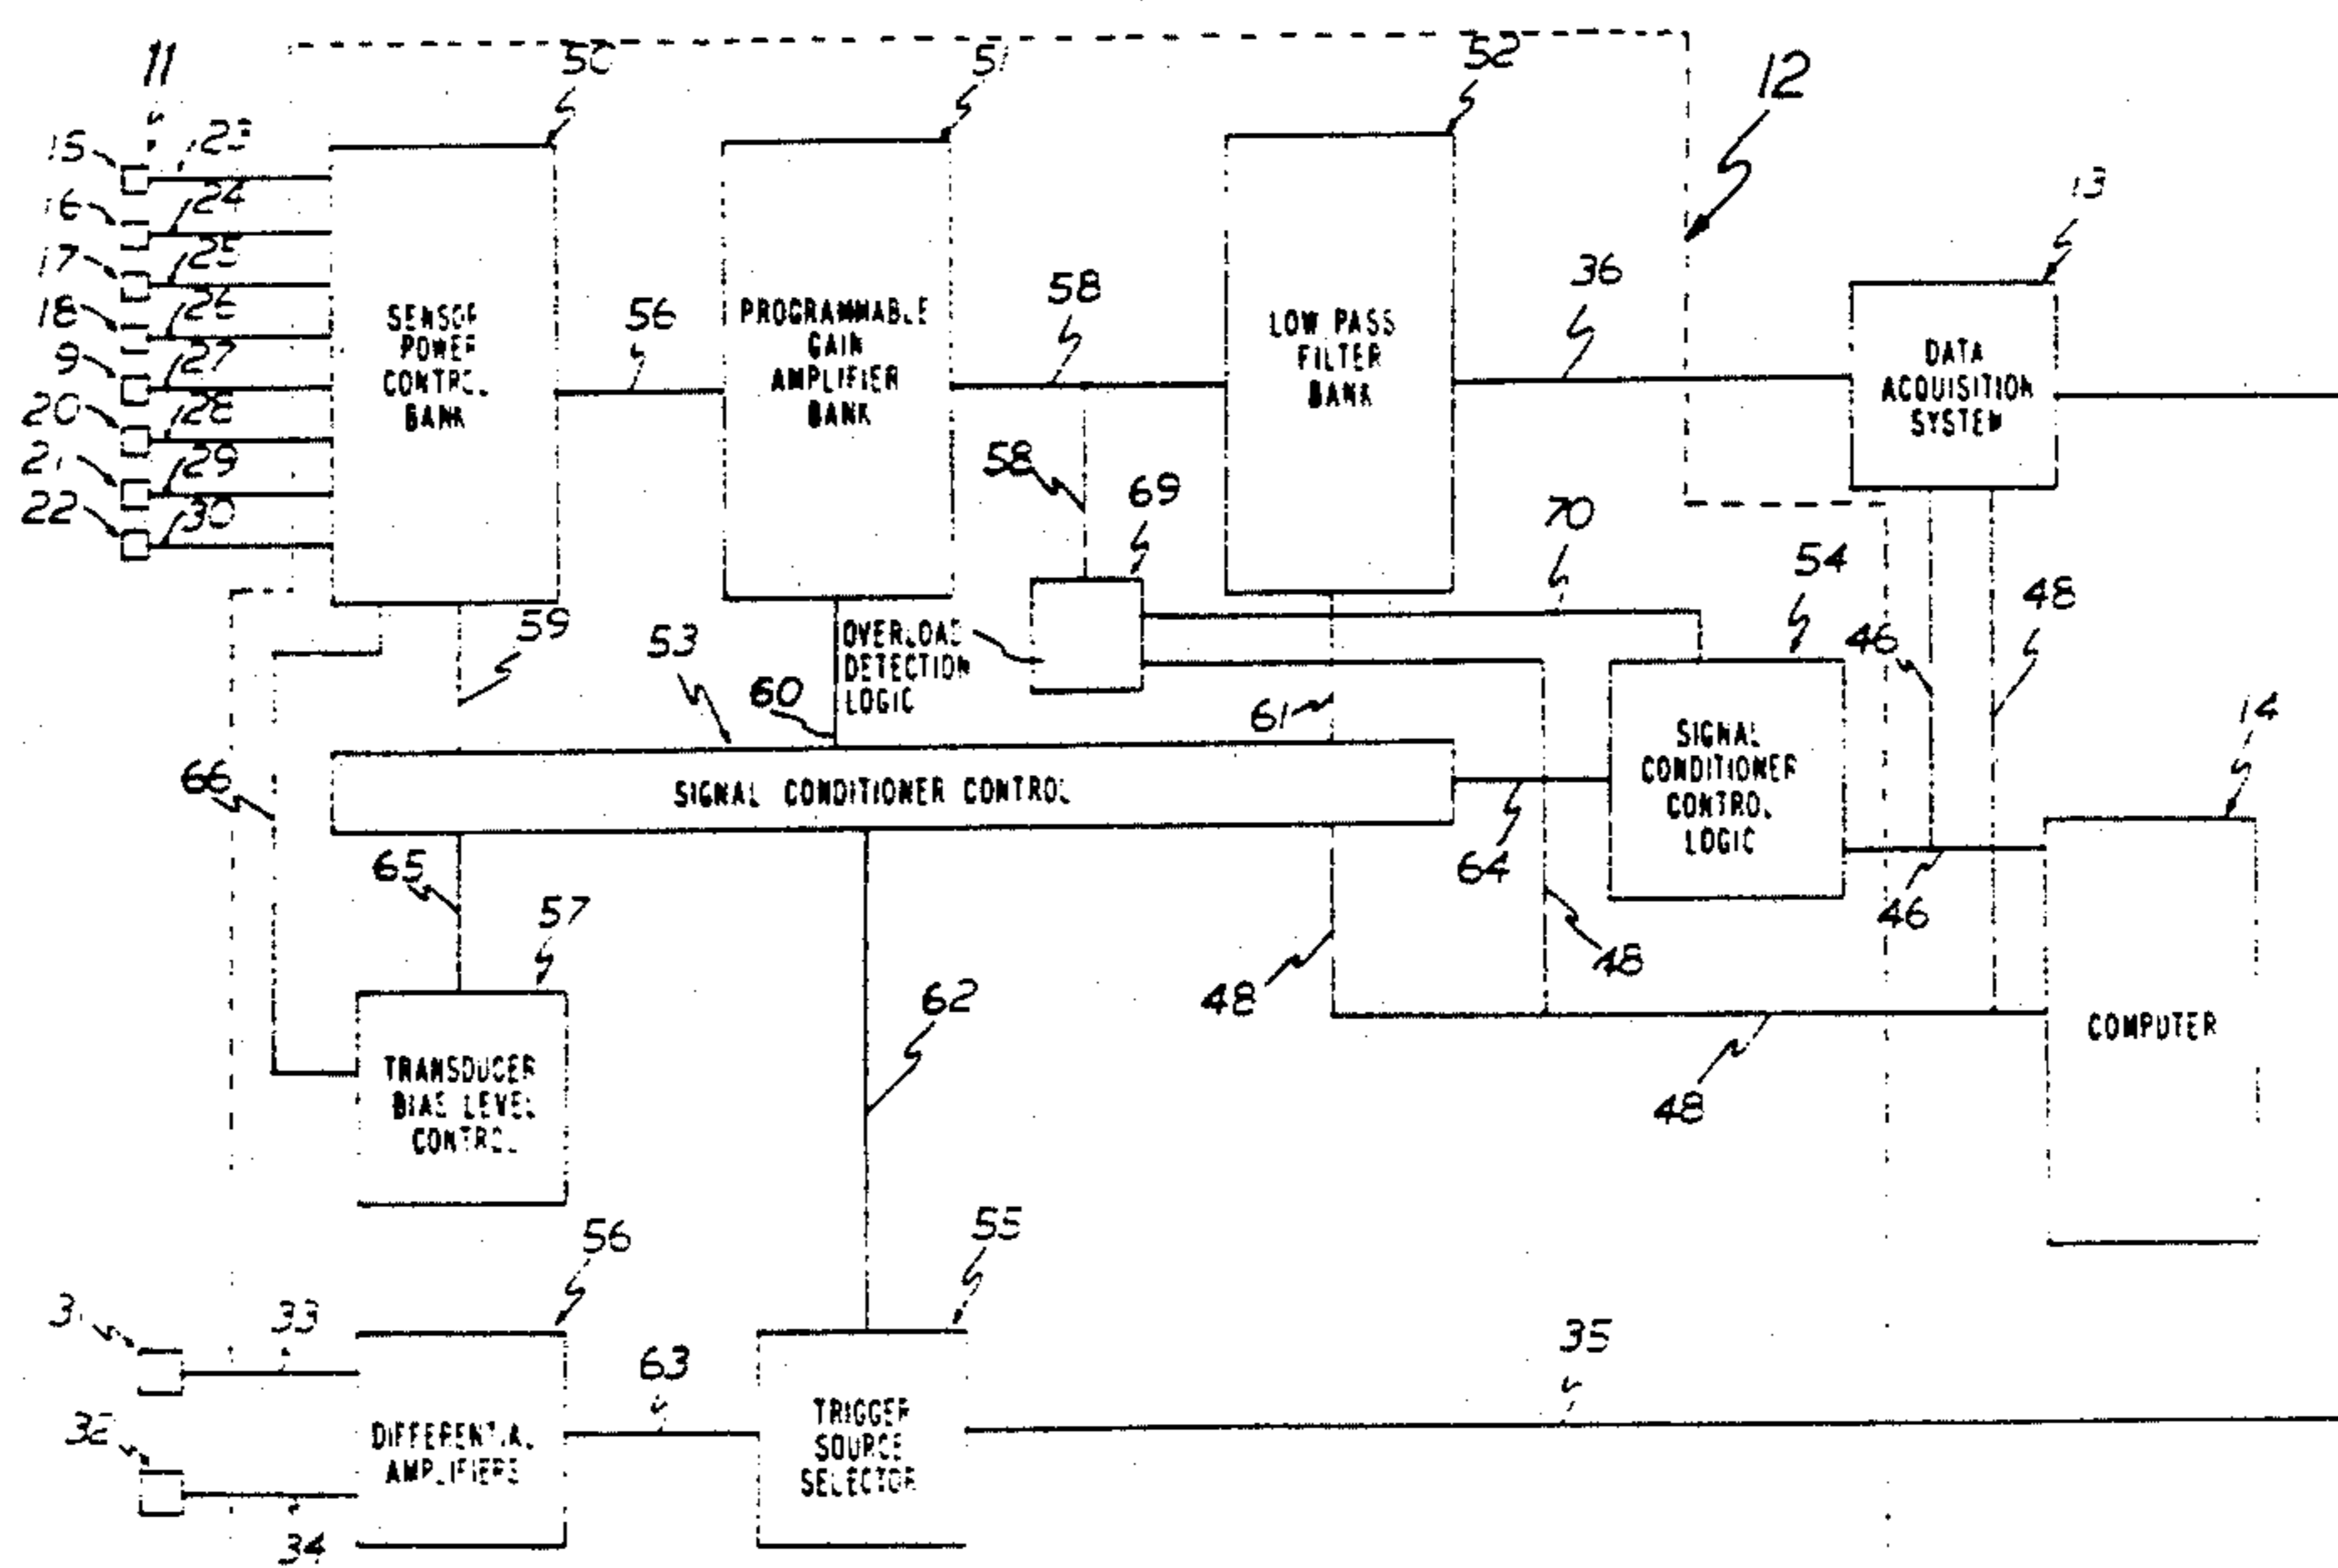 11
50
51
52
12
15
23
13
16
24
17
25
18
26
36
9
27
56
58
SENSOR
POWER
CONTROL
BANK
PROGRAMMABLE
GAIN
AMPLIFIER
BANK
LOW PASS
FILTER
BANK
DATA
ACQUISITION
SYSTEM
20
28
29
22
30
58
69
70
54
59
53
OVERLOAD
DETECTION
LOGIC
48
46
60
61
14
66
SIGNAL CONDITIONER CONTROL
SIGNAL
CONDITIONER
CONTROL
LOGIC
65
64
46
57
48
48
62
COMPUTER
TRANSDUCER
BIAS LEVEL
CONTROL
48
56
55
33
63
35
32
DIFFERENTIAL
AMPLIFIERS
TRIGGER
SOURCE
SELECTOR
34